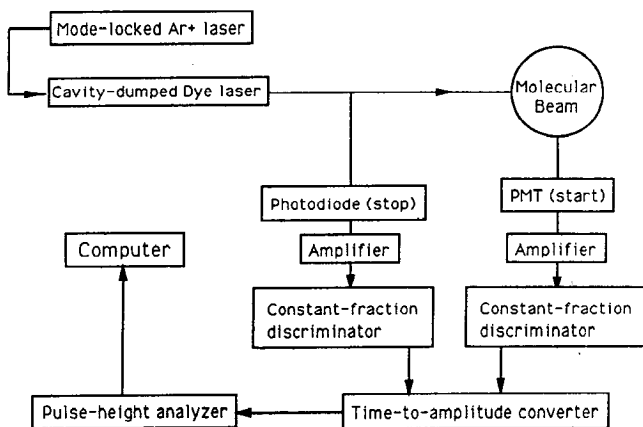 Mode-locked Ar+ laser
Cavity-dumped Dye laser
Molecular
Beam
Photodiode (stop)
PMT (start)
Computer
Amplifier
Amplifier
Constant-fraction
discriminator
Constant-fraction
discriminator
Pulse-height analyzer
Time-to-amplitude converter